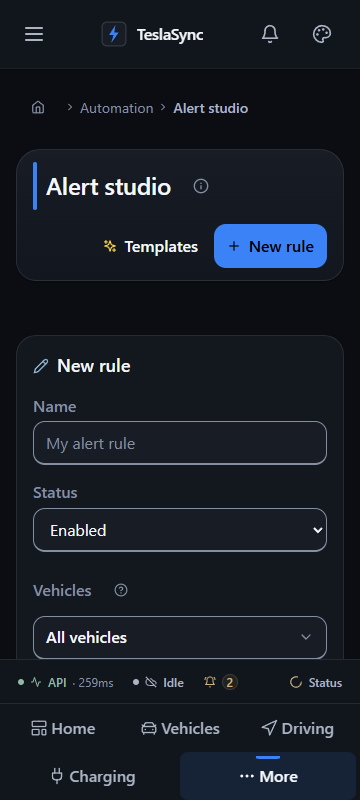 TeslaSync
Automation Alert studio
Alert studio
Templates New rule
New rule
Name
My alert rule
Status
Enabled
Vehicles
All vehicles
API · 259ms Idle 2 Status
Home Vehicles Driving
Charging More